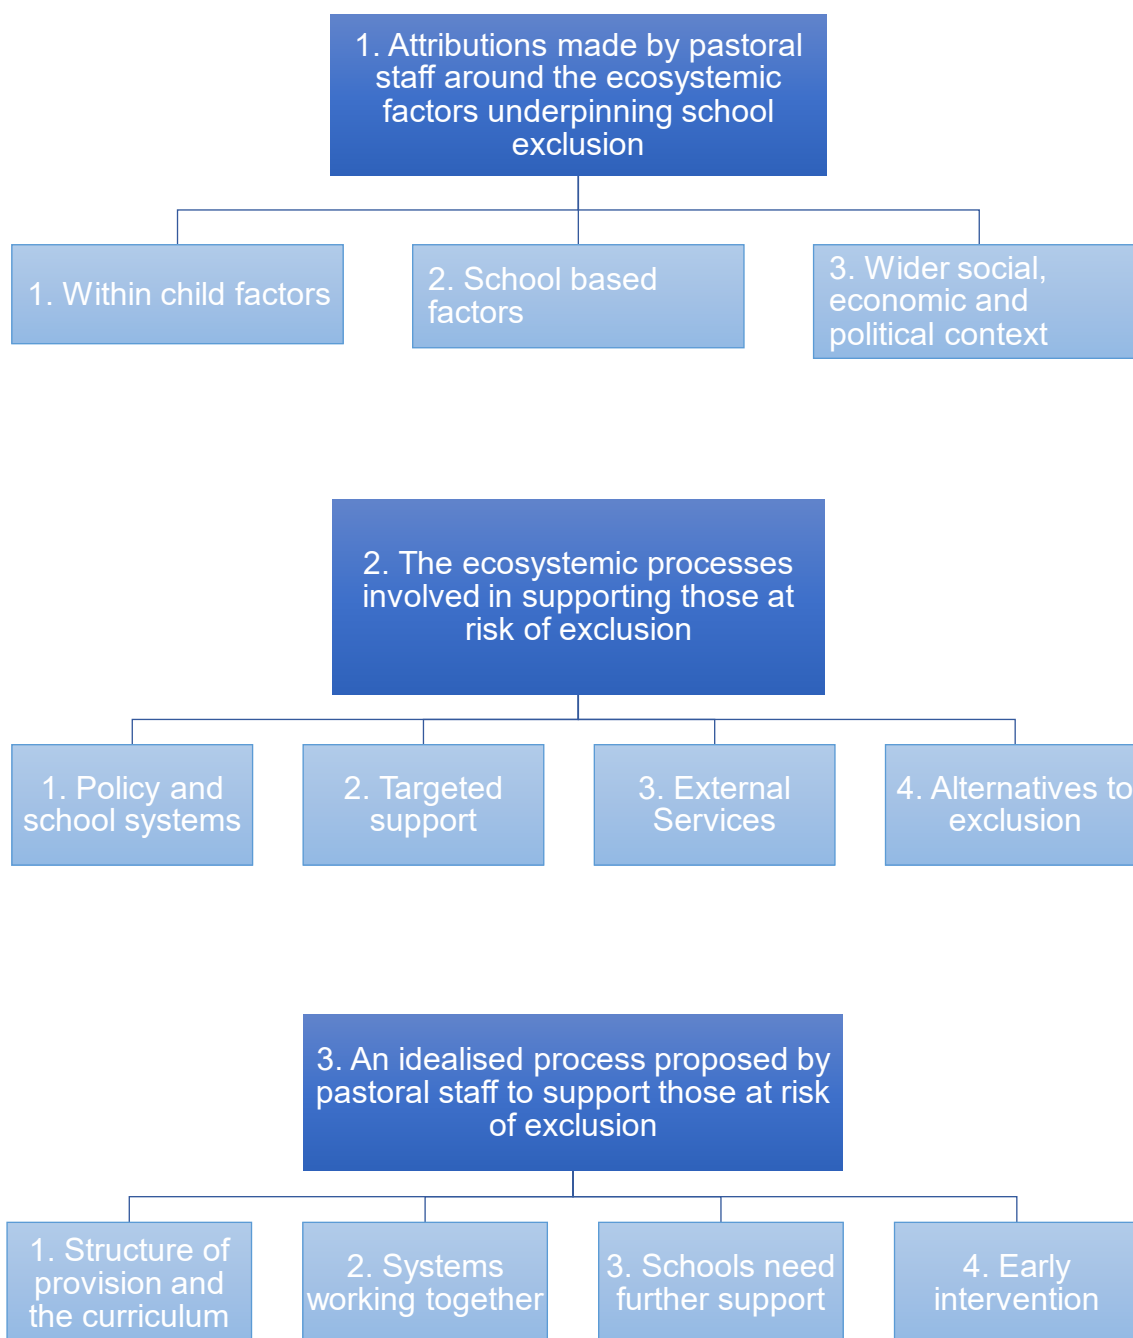 1. Attributions made by pastoral
staff around the ecosystemic
factors underpinning school
exclusion
1. Within child factors
2. School based
factors
3. Wider social,
economic and
political context
2. The ecosystemic processes
involved in supporting those at
risk of exclusion
1. Policy and
school systems
2. Targeted
support
3. External
Services
4. Alternatives to
exclusion
3. An idealised process proposed by
pastoral staff to support those at risk
of exclusion
1. Structure of
provision and
the curriculum
2. Systems
working together
3. Schools need
further support
4. Early
intervention